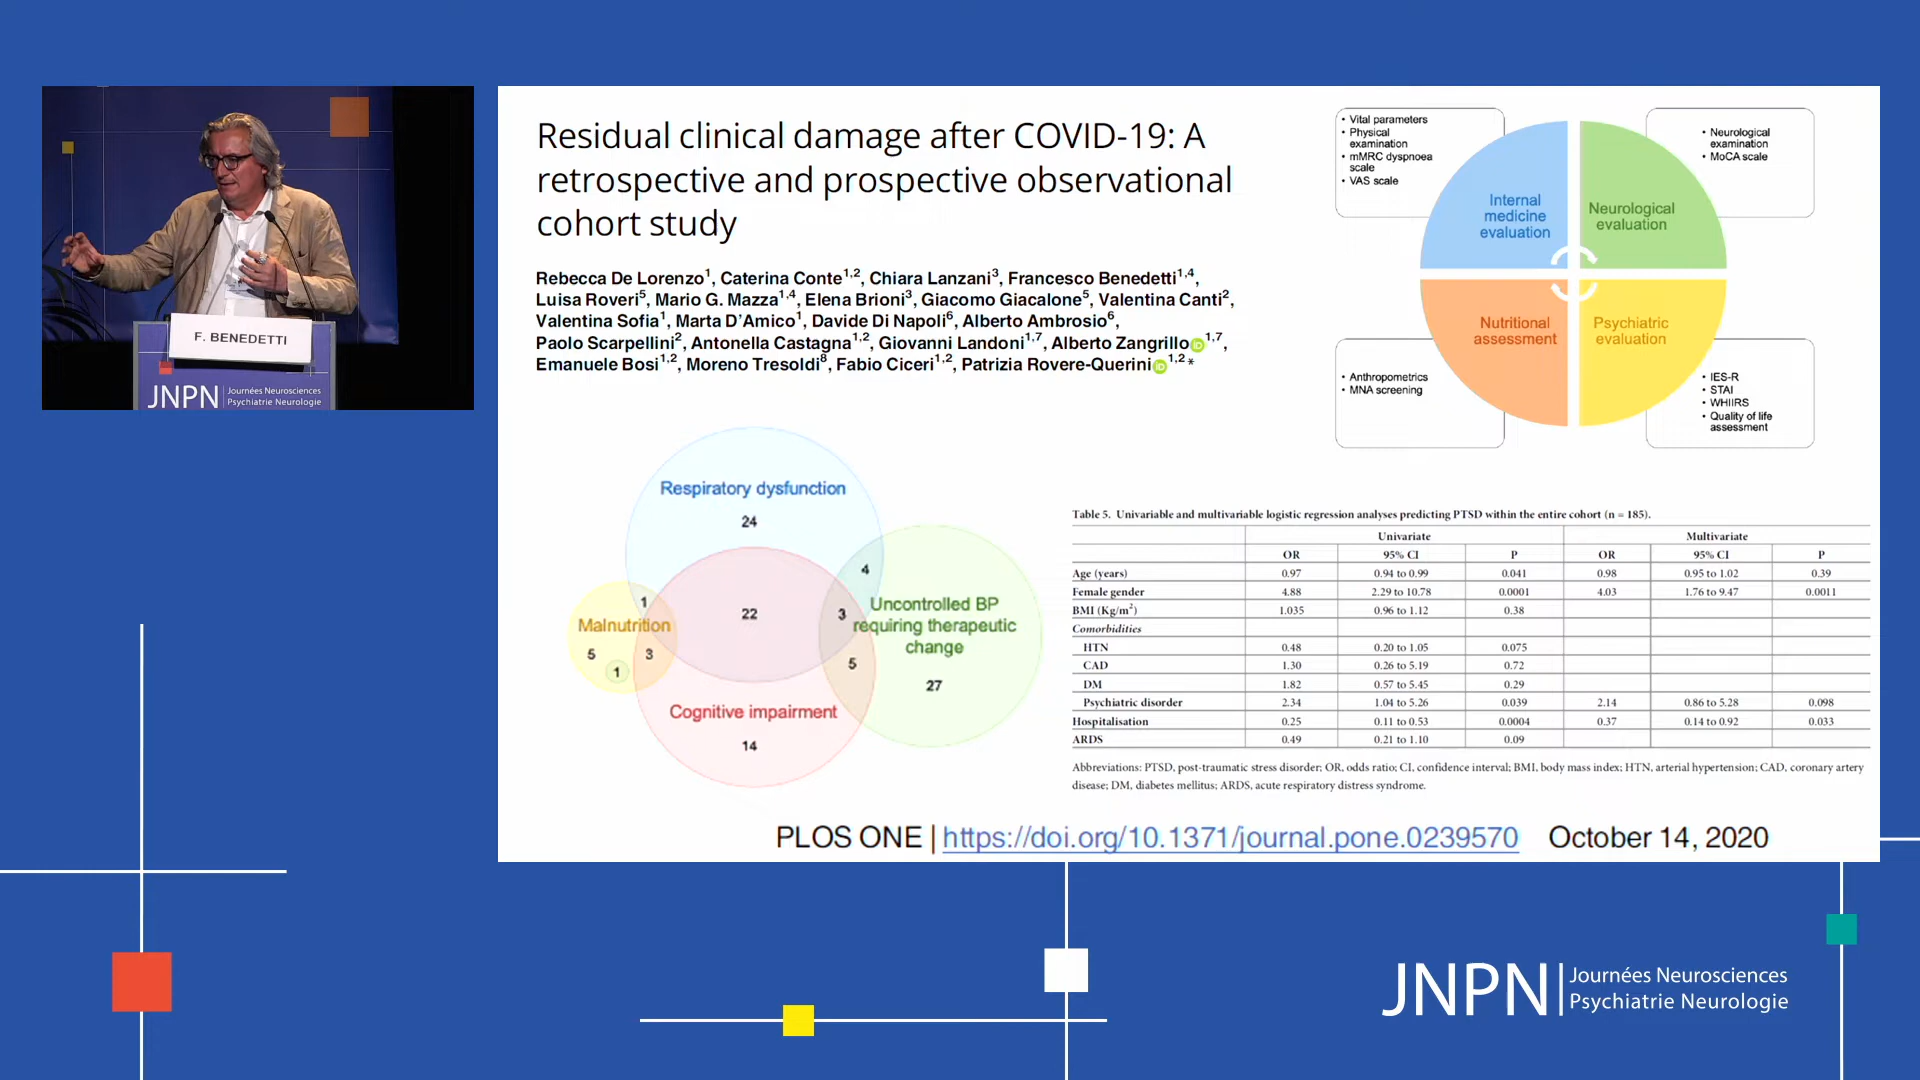 F. BENEDETTI
JNPN
Journées Neurosciences
Psychiatrie Neurologie
Residual clinical damage after COVID-19: A
retrospective and prospective observational
cohort study
Rebecca De Lorenzo1, Caterina Conte1,2, Chiara Lanzani3, Francesco Benedetti1,4,
Luisa Roveri5, Mario G. Mazza1,4, Elena Brioni3, Giacomo Giacalone5, Valentina Canti2,
Valentina Sofia1, Marta D'Amico1, Davide Di Napoli6, Alberto Ambrosio6,
Paolo Scarpellini2, Antonella Castagna1,2, Giovanni Landoni1,7, Alberto Zangrillo iD 1,7,
Emanuele Bosi1,2, Moreno Tresoldi8, Fabio Ciceri1,2, Patrizia Rovere-Querini iD 1,2*
• Vital parameters
• Physical
examination
• mMRC dyspnoea
scale
• VAS scale
• Neurological
examination
• MoCA scale
Internal
medicine
evaluation
Neurological
evaluation
Nutritional
assessment
Psychiatric
evaluation
• Anthropometrics
• MNA screening
• IES-R
• STAI
• WHIIRS
• Quality of life
assessment
Respiratory dysfunction
24
4
1
22
3
Uncontrolled BP
requiring therapeutic
change
27
Malnutrition
5
1
3
5
Cognitive impairment
14
Table 5. Univariable and multivariable logistic regression analyses predicting PTSD within the entire cohort (n = 185).
Univariate Multivariate
OR 95% CI P OR 95% CI P
Age (years) 0.97 0.94 to 0.99 0.041 0.98 0.95 to 1.02 0.39
Female gender 4.88 2.29 to 10.78 0.0001 4.03 1.76 to 9.47 0.0011
BMI (Kg/m2) 1.035 0.96 to 1.12 0.38
Comorbidities
HTN 0.48 0.20 to 1.05 0.075
CAD 1.30 0.26 to 5.19 0.72
DM 1.82 0.57 to 5.45 0.29
Psychiatric disorder 2.34 1.04 to 5.26 0.039 2.14 0.86 to 5.28 0.098
Hospitalisation 0.25 0.11 to 0.53 0.0004 0.37 0.14 to 0.92 0.033
ARDS 0.49 0.21 to 1.10 0.09
Abbreviations: PTSD, post-traumatic stress disorder; OR, odds ratio; CI, confidence interval; BMI, body mass index; HTN, arterial hypertension; CAD, coronary artery
disease; DM, diabetes mellitus; ARDS, acute respiratory distress syndrome.
PLOS ONE | https://doi.org/10.1371/journal.pone.0239570 October 14, 2020
JNPN
Journées Neurosciences
Psychiatrie Neurologie